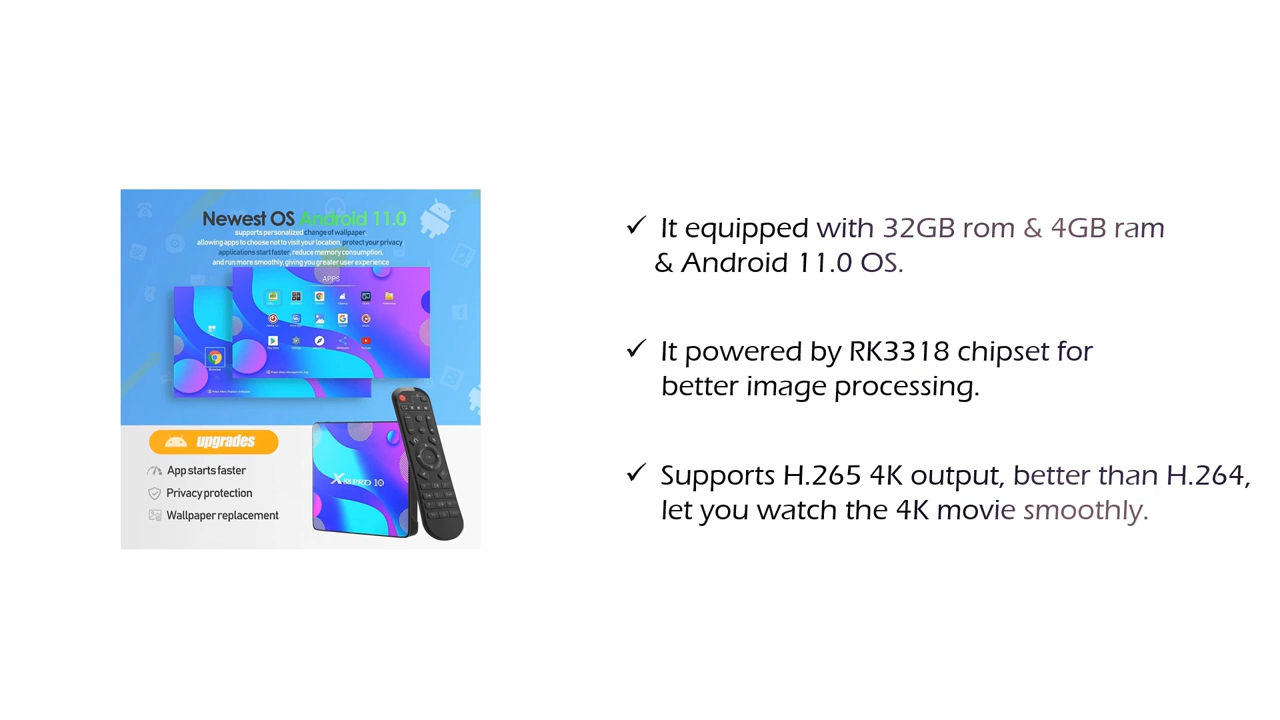 Newest OS Android 11.0
supports personalized change of wallpaper
allowing apps to choose not to visit your location, protect your privacy
applications start faster reduce memory consumption,
and run more smoothly, giving you greater user experience
APPS
upgrades
App starts faster
Privacy protection
Wallpaper replacement
X88 PRO 10
✓ It equipped with 32GB rom & 4GB ram
& Android 11.0 OS.
✓ It powered by RK3318 chipset for
better image processing.
✓ Supports H.265 4K output, better than H.264,
let you watch the 4K movie smoothly.